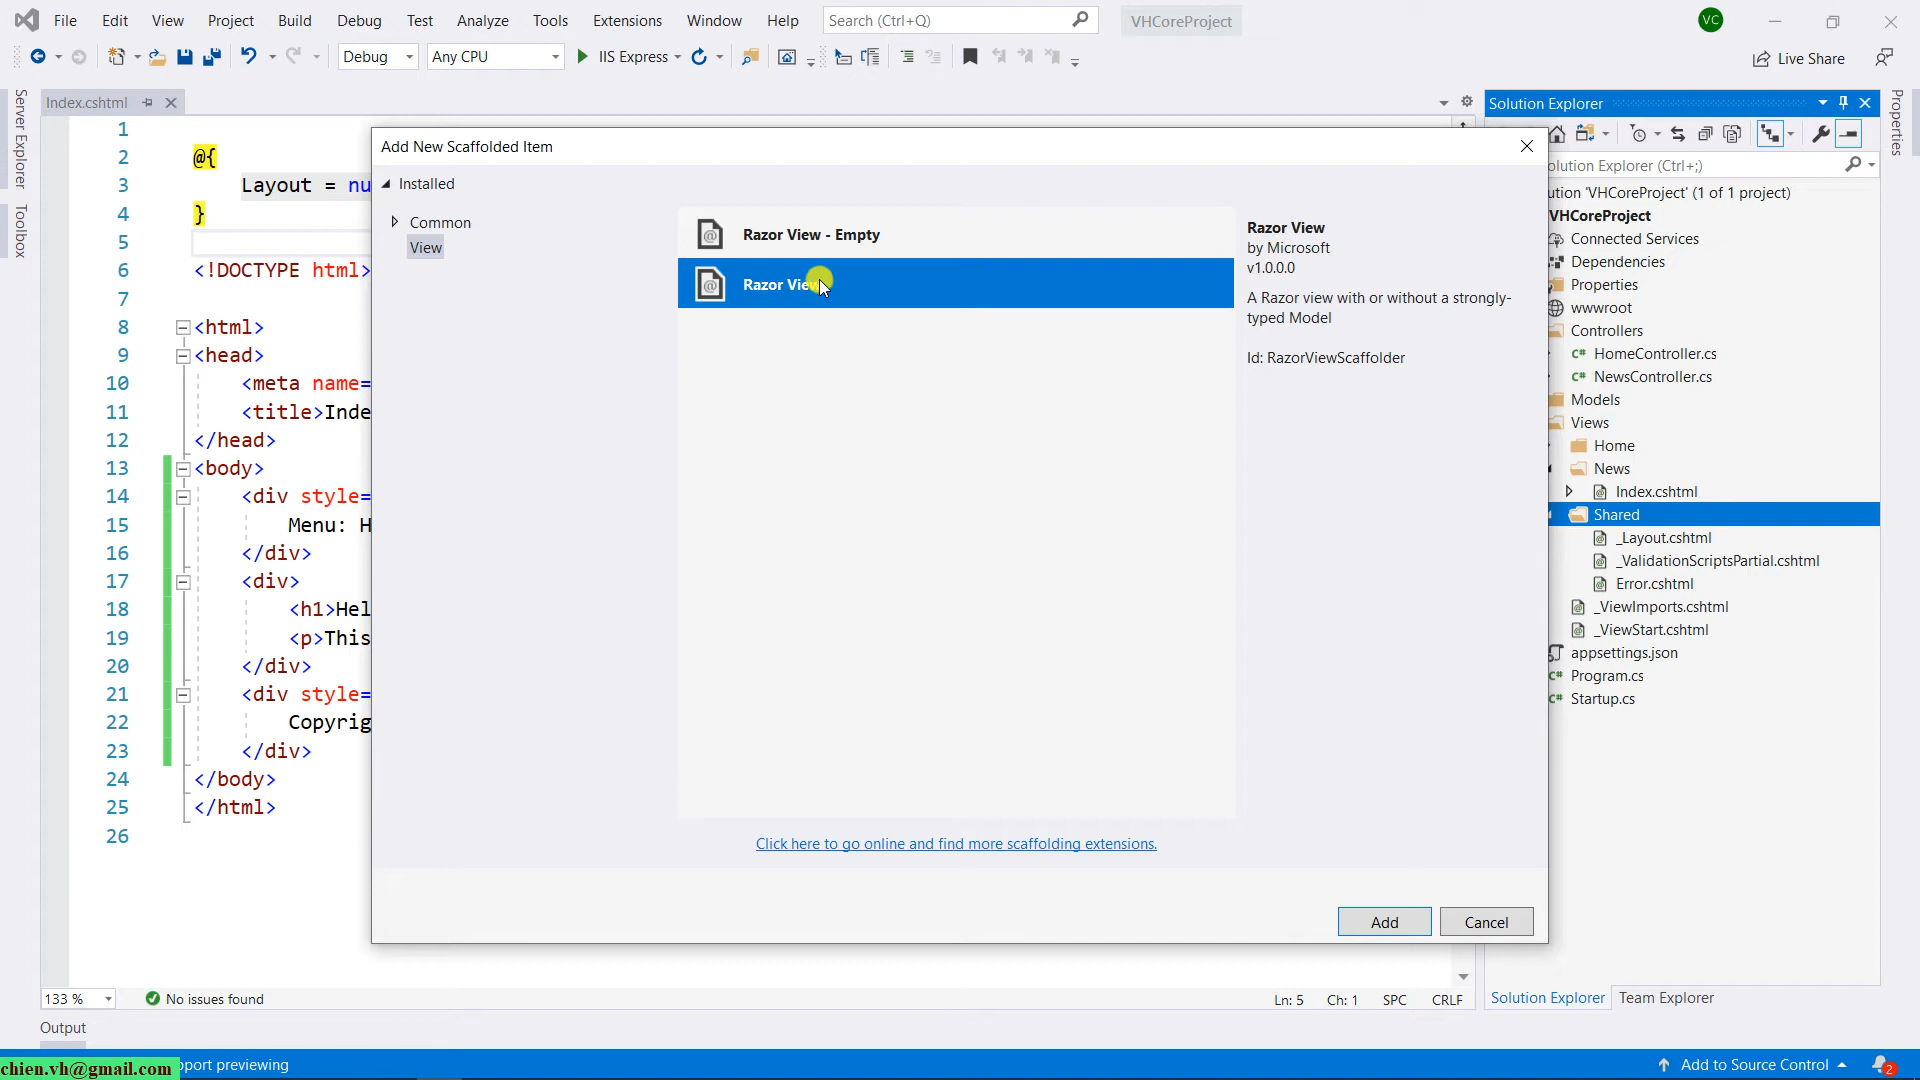 File Edit View Project Build Debug Test Analyze Tools Extensions Window Help Search (Ctrl+Q) VHCoreProject VC
Debug Any CPU IIS Express Live Share
Server Explorer
Toolbox
Index.cshtml
1
2 @{
3 Layout = nu
4 }
5
6 <!DOCTYPE html>
7
8 <html>
9 <head>
10 <meta name=
11 <title>Inde
12 </head>
13 <body>
14 <div style=
15 Menu: H
16 </div>
17 <div>
18 <h1>Hel
19 <p>This
20 </div>
21 <div style=
22 Copyrig
23 </div>
24 </body>
25 </html>
26
Add New Scaffolded Item
Installed
Common
View
Razor View - Empty
Razor View
Razor View
by Microsoft
v1.0.0.0
A Razor view with or without a strongly-
typed Model
Id: RazorViewScaffolder
Click here to go online and find more scaffolding extensions.
Add Cancel
Solution Explorer
olution Explorer (Ctrl+;)
ution 'VHCoreProject' (1 of 1 project)
VHCoreProject
Connected Services
Dependencies
Properties
wwwroot
Controllers
C# HomeController.cs
C# NewsController.cs
Models
Views
Home
News
Index.cshtml
Shared
_Layout.cshtml
_ValidationScriptsPartial.cshtml
Error.cshtml
_ViewImports.cshtml
_ViewStart.cshtml
appsettings.json
C# Program.cs
C# Startup.cs
Properties
133 % No issues found Ln: 5 Ch: 1 SPC CRLF
Solution Explorer Team Explorer
Output
chien.vh@gmail.com pport previewing Add to Source Control 2